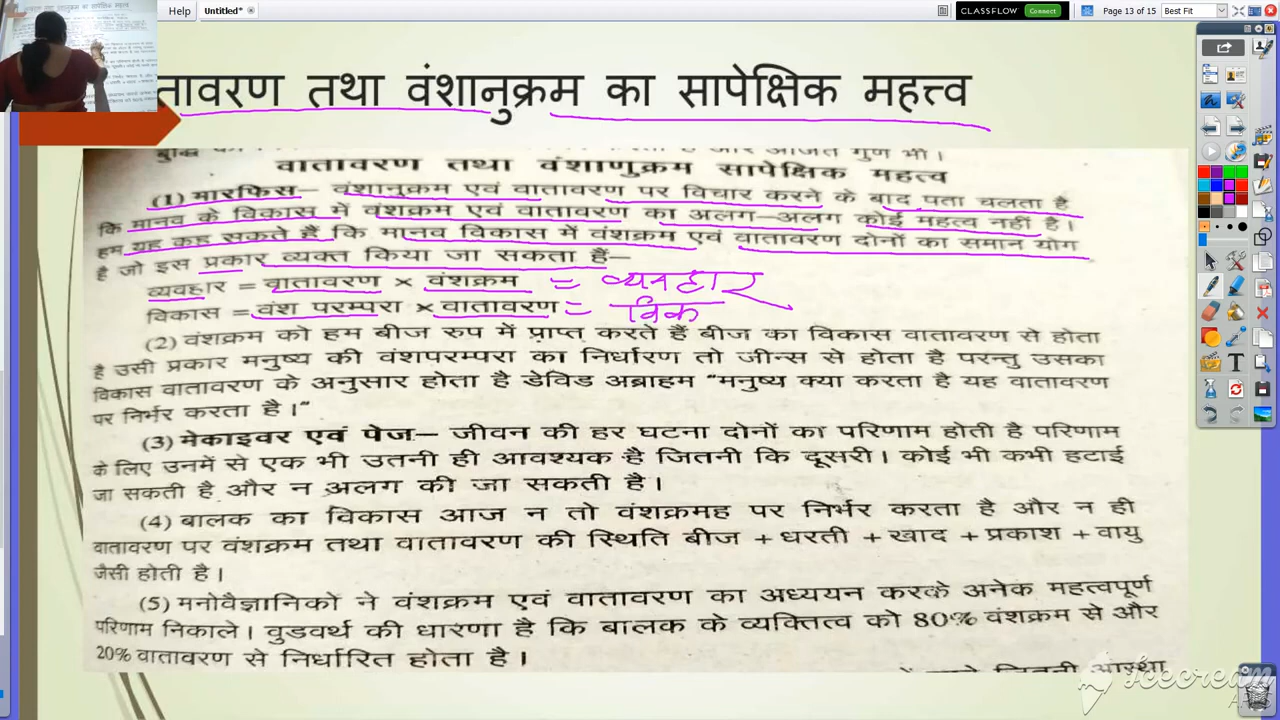 Help Untitled* CLASSFLOW Connect Page 13 of 15 Best Fit
तावरण तथा वंशानुक्रम का सापेक्षिक महत्त्व
वातावरण तथा वंशाणुक्रम सापेक्षिक महत्व
(1) मारफिस– वंशानुक्रम एवं वातावरण पर विचार करने के बाद पता चलता है
कि मानव के विकास में वंशक्रम एवं वातावरण का अलग–अलग कोई महत्व नहीं है।
हम यह कह सकते हैं कि मानव विकास में वंशक्रम एवं वातावरण दोनों का समान योग
है जो इस प्रकार व्यक्त किया जा सकता हैं–
व्यवहार = वातावरण × वंशक्रम = व्यवहार
विकास = वंश परम्परा × वातावरण = विक
(2) वंशक्रम को हम बीज रुप में प्राप्त करते हैं बीज का विकास वातावरण से होता
है उसी प्रकार मनुष्य की वंशपरम्परा का निर्धारण तो जीन्स से होता है परन्तु उसका
विकास वातावरण के अनुसार होता है डेविड अब्राहम "मनुष्य क्या करता है यह वातावरण
पर निर्भर करता है।"
(3) मेकाइवर एवं पेज– जीवन की हर घटना दोनों का परिणाम होती है परिणाम
के लिए उनमें से एक भी उतनी ही आवश्यक है जितनी कि दूसरी। कोई भी कभी हटाई
जा सकती है और न अलग की जा सकती है।
(4) बालक का विकास आज न तो वंशक्रमह पर निर्भर करता है और न ही
वातावरण पर वंशक्रम तथा वातावरण की स्थिति बीज + धरती + खाद + प्रकाश + वायु
जैसी होती है।
(5) मनोवैज्ञानिको ने वंशक्रम एवं वातावरण का अध्ययन करके अनेक महत्वपूर्ण
परिणाम निकाले। वुडवर्थ की धारणा है कि बालक के व्यक्तित्व को 80% वंशक्रम से और
20% वातावरण से निर्धारित होता है।
Icecream
APPS